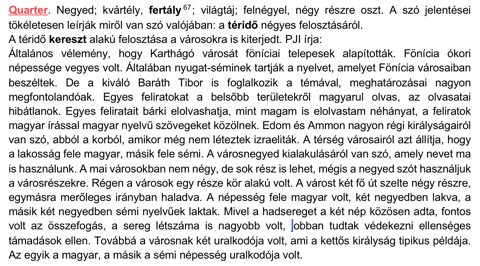 Quarter. Negyed; kvártély, fertály 67; világtáj; felnégyel, négy részre oszt. A szó jelentései
tökéletesen leírják miről van szó valójában: a téridő négyes felosztásáról.
A téridő kereszt alakú felosztása a városokra is kiterjedt. PJI írja:
Általános vélemény, hogy Karthágó városát főníciai telepesek alapították. Fönícia ókori
népessége vegyes volt. Általában nyugat-séminek tartják a nyelvet, amelyet Fönícia városaiban
beszéltek. De a kiváló Baráth Tibor is foglalkozik a témával, meghatározásai nagyon
megfontolandóak. Egyes feliratokat a belsőbb területekről magyarul olvas, az olvasatai
hibátlanok. Egyes feliratait bárki elolvashatja, mint magam is elolvastam néhányat, a feliratok
magyar írással magyar nyelvű szövegeket közölnek. Edom és Ammon nagyon régi királyságairól
van szó, abból a korból, amikor még nem léteztek izraeliták. A térség városairól azt állítja, hogy
a lakosság fele magyar, másik fele sémi. A városnegyed kialakulásáról van szó, amely nevet ma
is használunk. A mai városokban nem négy, de sok rész is lehet, mégis a negyed szót használjuk
a városrészekre. Régen a városok egy része kör alakú volt. A várost két fő út szelte négy részre,
egymásra merőleges irányban haladva. A népesség fele magyar volt, két negyedben lakva, a
másik két negyedben sémi nyelvűek laktak. Mivel a hadsereget a két nép közösen adta, fontos
volt az összefogás, a sereg létszáma is nagyobb volt, jobban tudtak védekezni ellenséges
támadások ellen. Továbbá a városnak két uralkodója volt, ami a kettős királyság tipikus példája.
Az egyik a magyar, a másik a sémi népesség uralkodója volt.